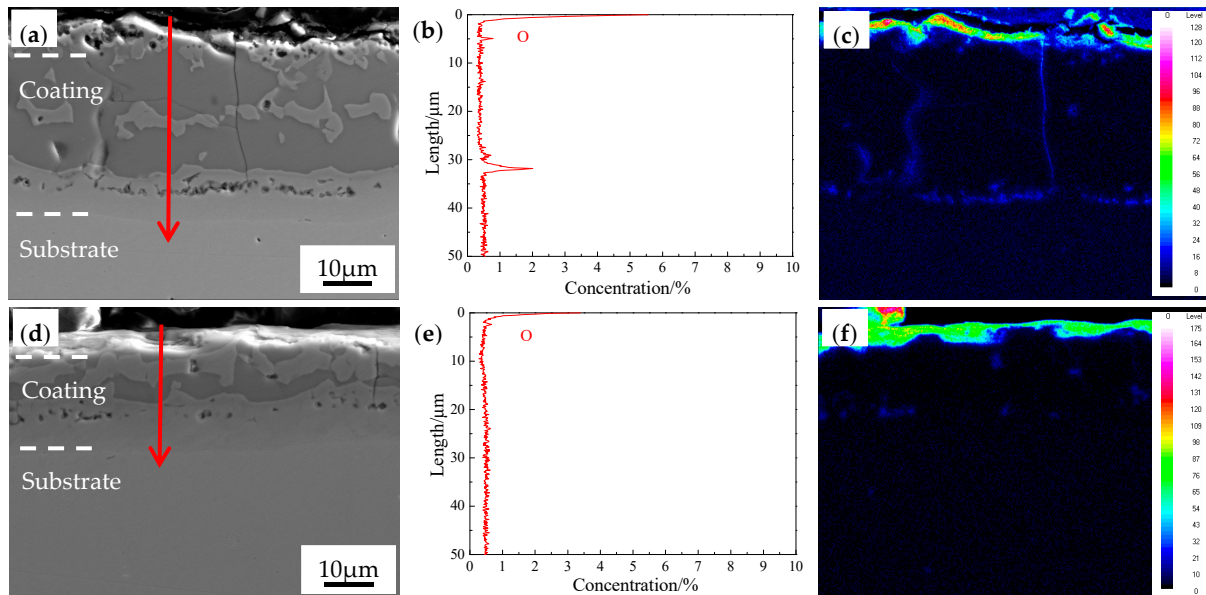 (a)
Coating
Substrate
10μm
(b)
O
0
10
20
30
40
50
Length/μm
0 1 2 3 4 5 6 7 8 9 10
Concentration/%
(c)
0 Level
128
120
112
104
96
88
80
72
64
56
48
40
32
24
16
8
0
(d)
Coating
Substrate
10μm
(e)
O
0
10
20
30
40
50
Length/μm
0 1 2 3 4 5 6 7 8 9 10
Concentration/%
(f)
0 Level
175
164
153
142
131
120
109
98
87
76
65
54
43
32
21
10
0